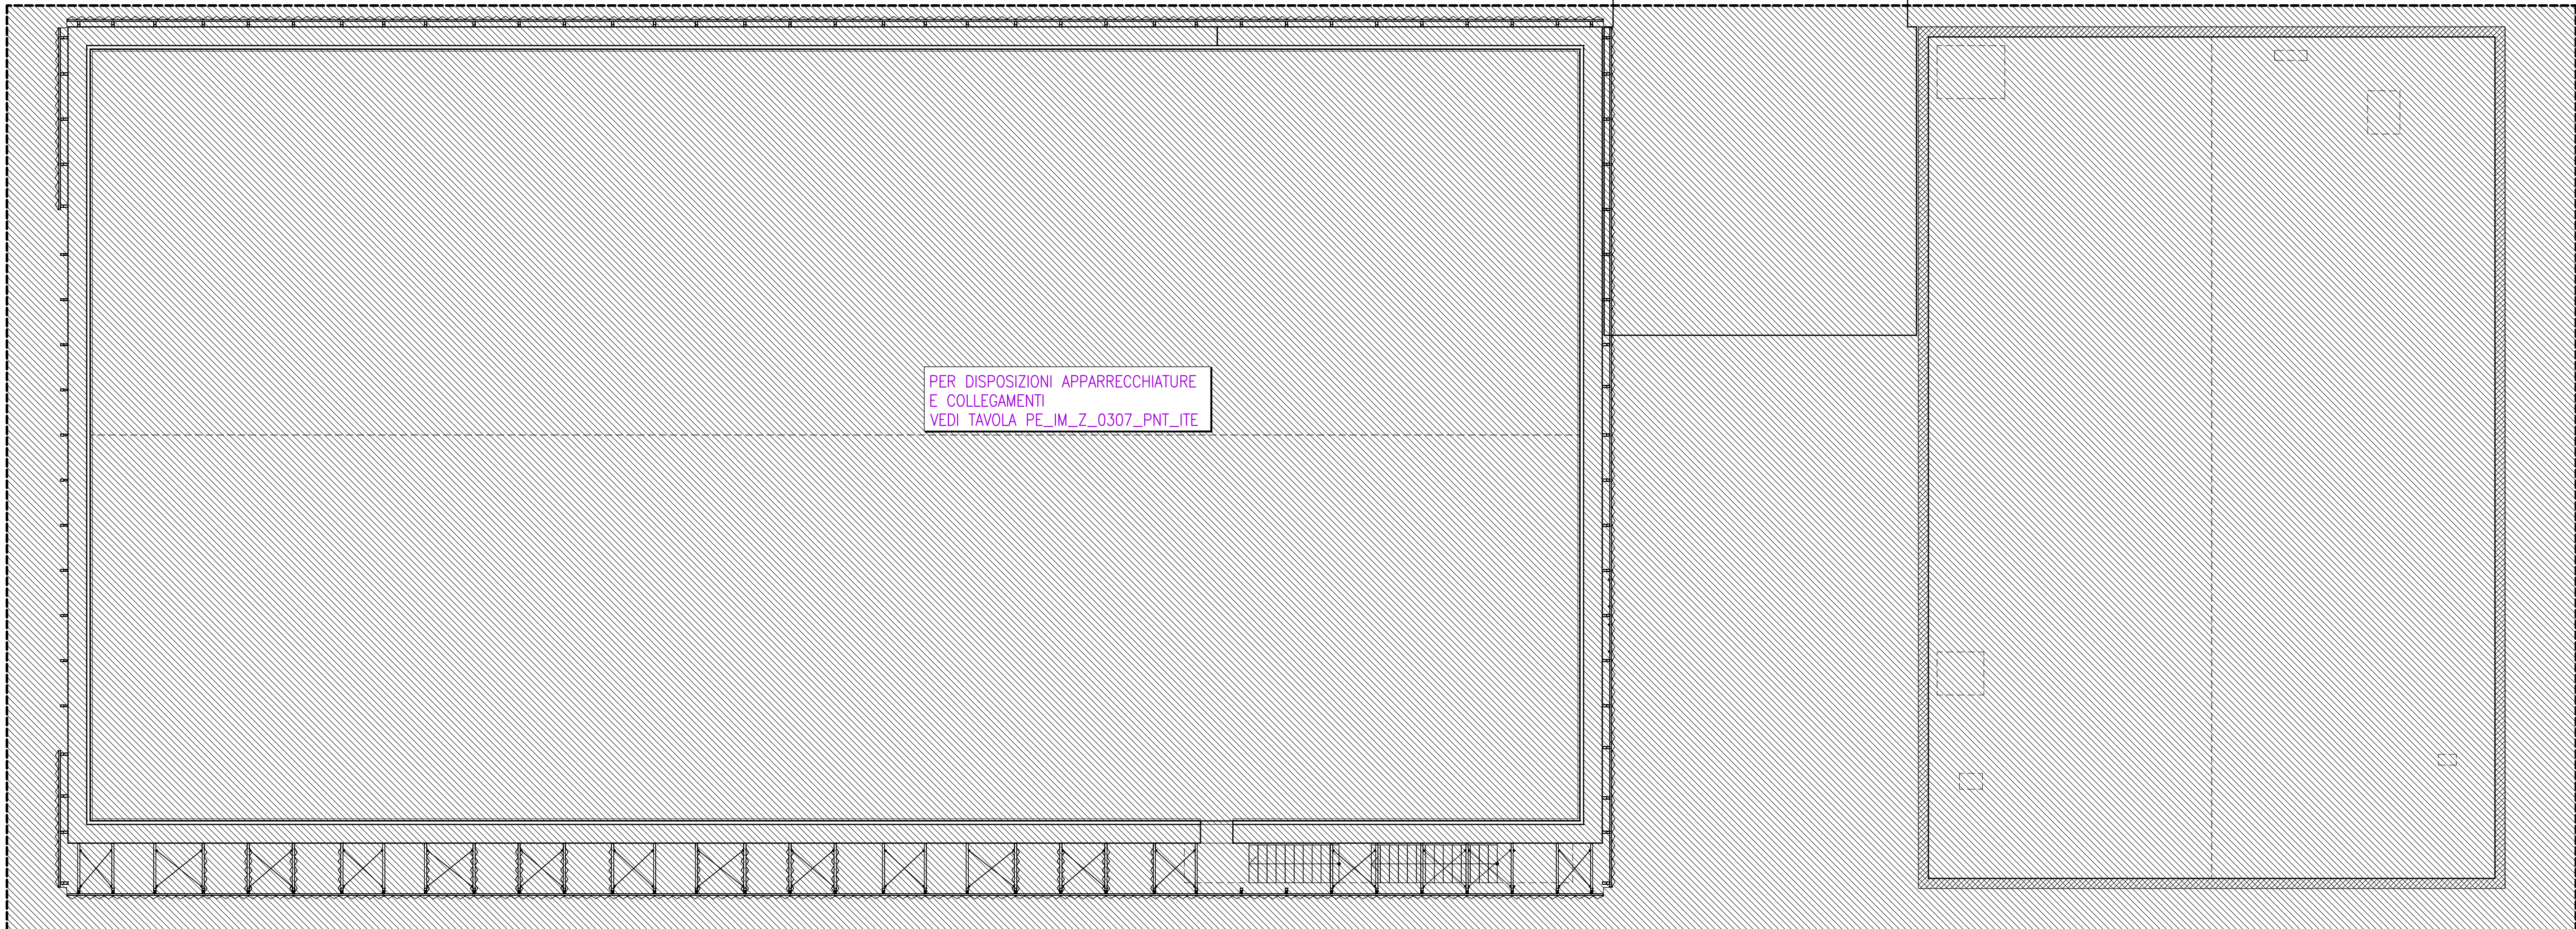 PER DISPOSIZIONI APPARRECCHIATURE
E COLLEGAMENTI
VEDI TAVOLA PE_IM_Z_0307_PNT_ITE